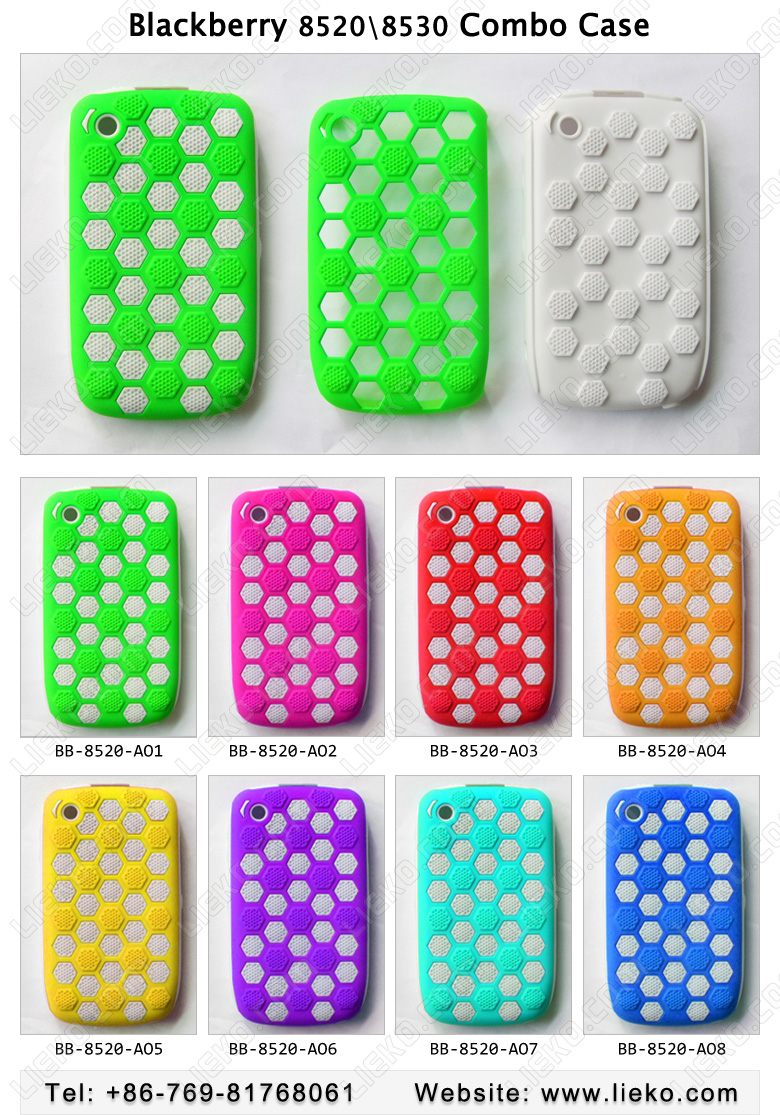 Blackberry 8520\8530 Combo Case
LIEKO.com
BB-8520-A01 BB-8520-A02 BB-8520-A03 BB-8520-A04
BB-8520-A05 BB-8520-A06 BB-8520-A07 BB-8520-A08
Tel: +86-769-81768061 Website: www.lieko.com